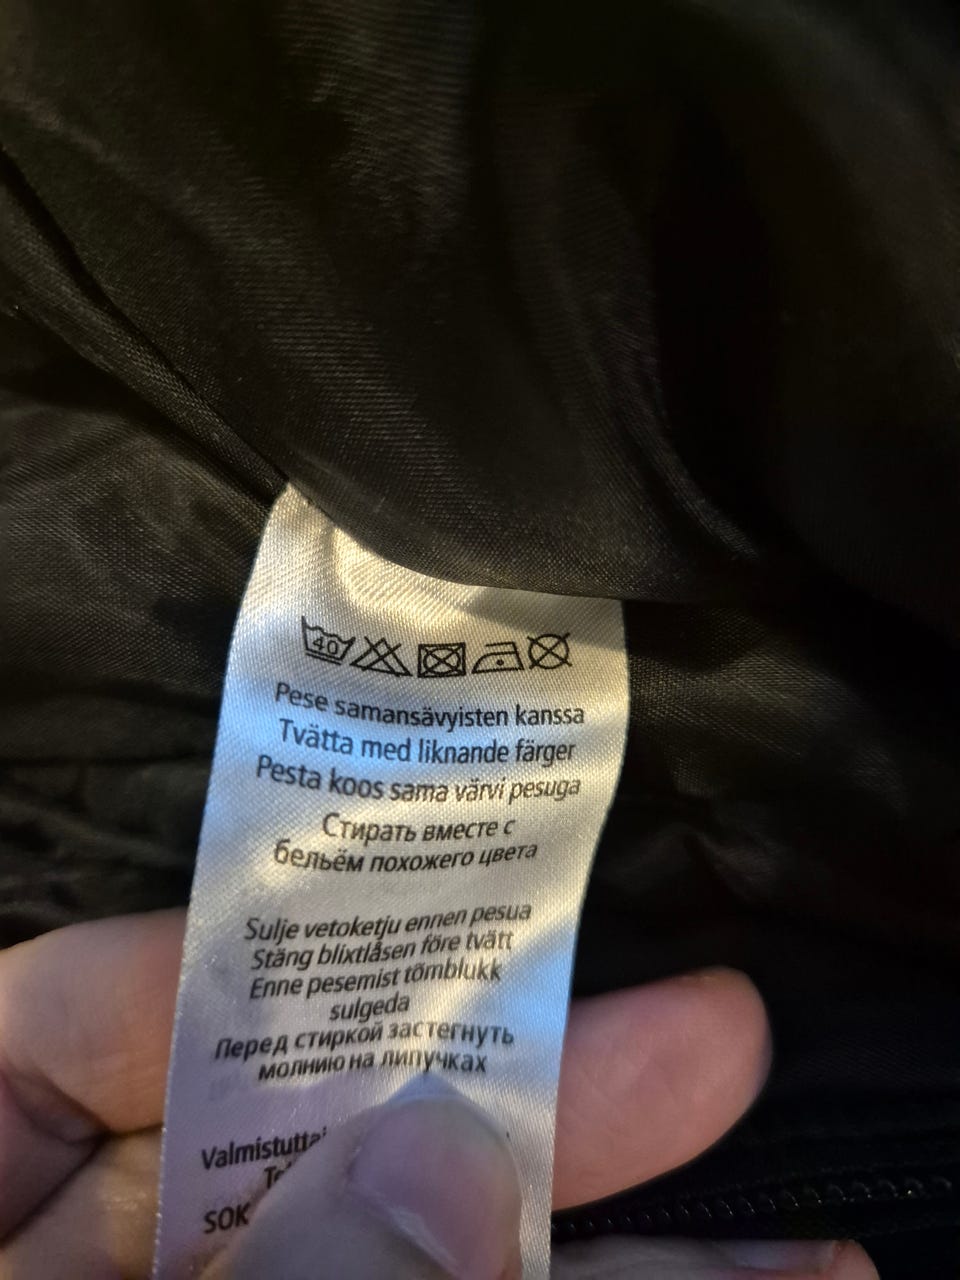 40
Pese samansävyisten kanssa
Tvätta med liknande färger
Pesta koos sama värvi pesuga
Стирать вместе с
бельём похожего цвета
Sulje vetoketju ennen pesua
Stäng blixtlåsen före tvätt
Enne pesemist tõmblukk
sulgeda
Перед стиркой застегнуть
молнию на липучках
SOK